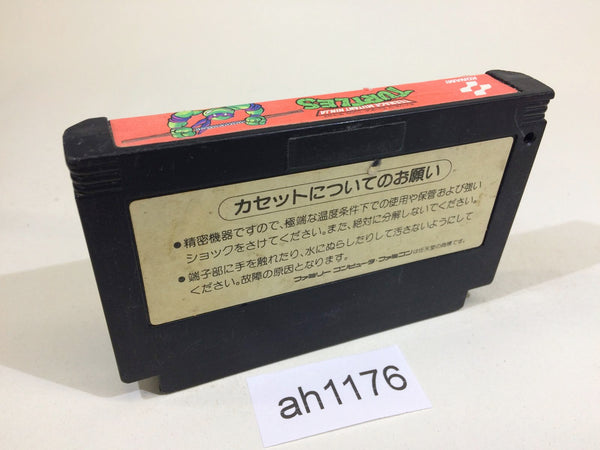 KONAMI
TEENAGE MUTANT NINJA
TURTLES
カセットについてのお願い
●精密機器ですので、極端な温度条件下での使用や保管および強い
ショックをさけてください。また、絶対に分解しないでください。
●端子部に手を触れたり、水にぬらしたりして汚さないようにして
ください。故障の原因となります。
ファミリーコンピュータ・ファミコンは任天堂の商標です。
ah1176